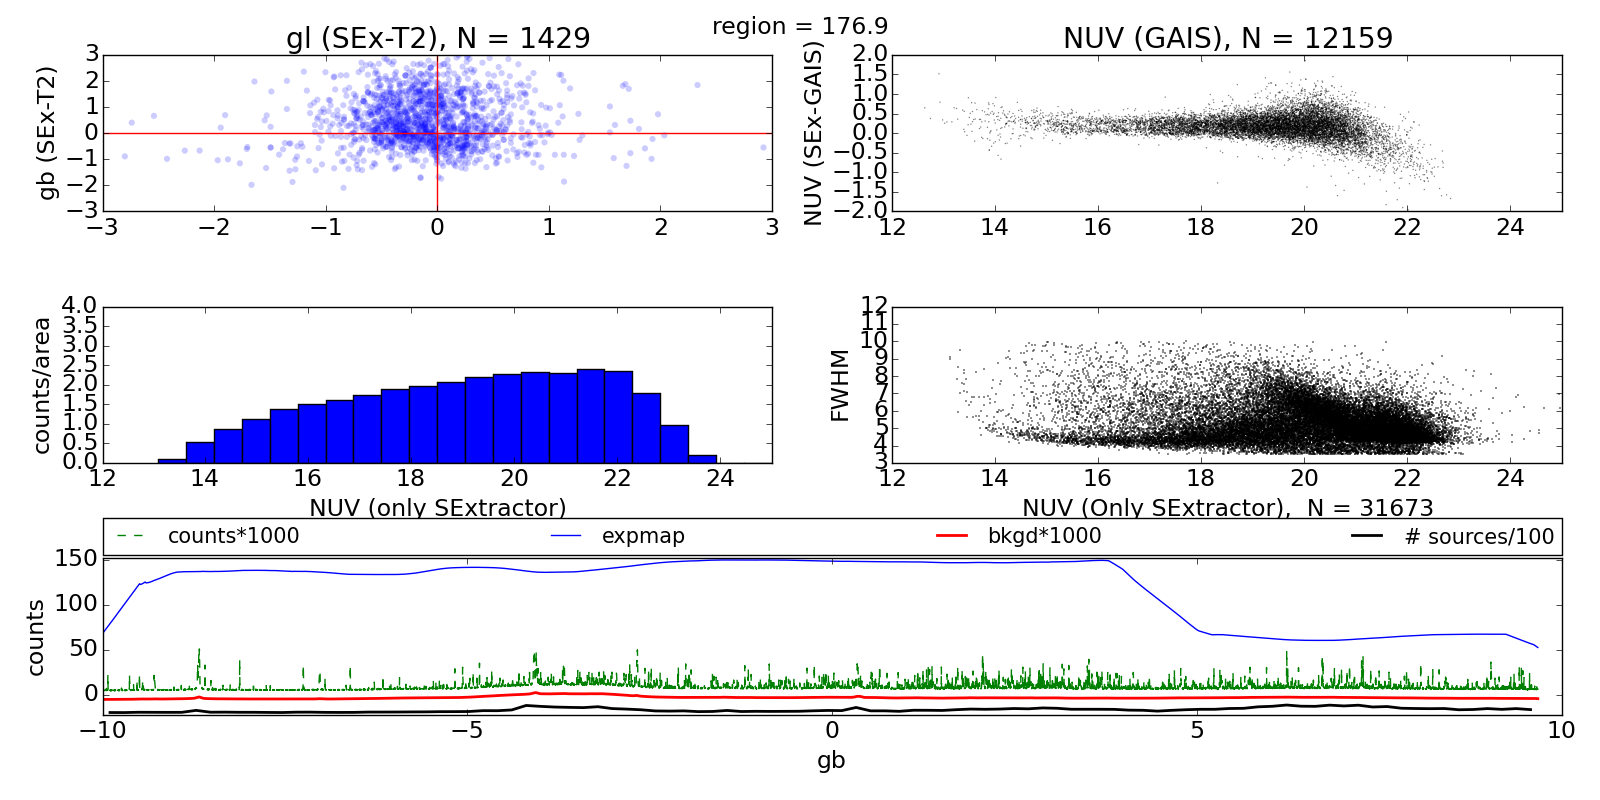 region = 176.9
gl (SEx-T2), N = 1429
NUV (GAIS), N = 12159
gb (SEx-T2)
3
2
1
0
−1
−2
−3
−3 −2 −1 0 1 2 3
NUV (SEx-GAIS)
2.0
1.5
1.0
0.5
0.0
−0.5
−1.0
−1.5
−2.0
12 14 16 18 20 22 24
counts/area
4.0
3.5
3.0
2.5
2.0
1.5
1.0
0.5
0.0
12 14 16 18 20 22 24
NUV (only SExtractor)
FWHM
12
11
10
9
8
7
6
5
4
3
12 14 16 18 20 22 24
NUV (Only SExtractor), N = 31673
counts*1000 expmap bkgd*1000 # sources/100
counts
150
100
50
0
−10 −5 0 5 10
gb